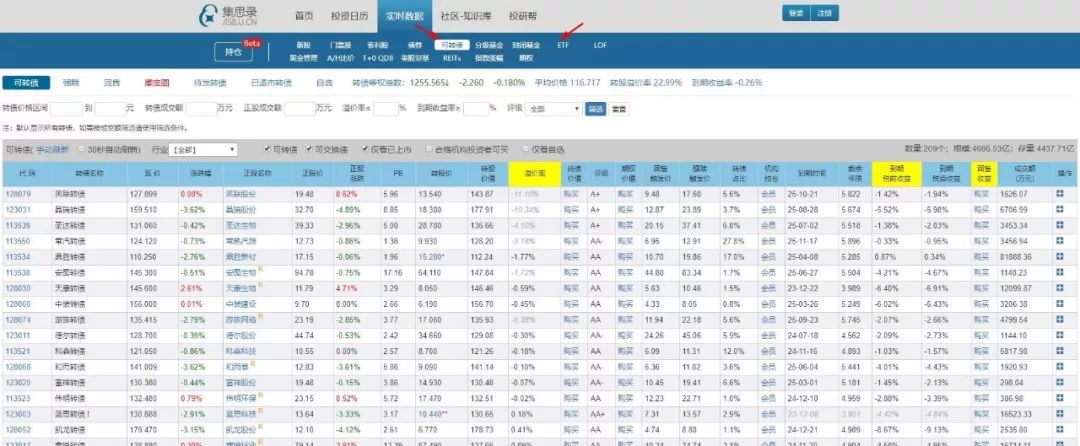 集思录
JISILU.CN
首页 投资日历 实时数据 社区-知识库 投研帮
登录 注册
持仓 Beta
新股 门票股 套利股 债券 可转债 分级基金 封闭基金 ETF LOF
现金管理 A/H比价 T+0 QDII 美股封基 REITs 指数涨幅 期权
可转债 强赎 回售 待发转债 已退市转债 自选 转债等权指数: 1255.565↓ -2.260 -0.180% 平均价格 116.717 转股溢价率 22.99% 到期收益率 -0.26%
转债价格区间 到 元 转债成交额 万元 正股成交额 万元 溢价率≤ % 到期收益率≥ % 评级 全部 筛选 重置
注: 默认显示所有转债，如需按成交额筛选请使用筛选条件。
可转债( 手动刷新 30秒自动刷新) 行业 【全部】 可转债 可交换债 仅看已上市 合格机构投资者可买 仅看自选 数量:209个; 规模:4666.53亿; 存量 4437.71亿
代 码 转债名称 现 价 涨跌幅 正股名称 正股价 正股涨跌 PB 转股价 转股价值 溢价率 纯债价值 评级 期权价值 回售触发价 强赎触发价 转债占比 机构持仓 到期时间 剩余年限 到期税前收益 到期税后收益 回售收益 成交额(万元) 操作
128079 英联转债 127.899 0.08% 英联股份 19.48 0.62% 5.96 13.540 143.87 -11.10% 购买 A+ 购买 9.48 17.60 5.6% 会员 25-10-21 5.822 -1.42% -1.94% 购买 1626.07
123031 晶瑞转债 159.510 -3.62% 晶瑞股份 32.70 -4.89% 8.85 18.380 177.91 -10.34% 购买 A+ 购买 12.87 23.89 3.7% 会员 25-08-28 5.674 -5.52% -5.98% 购买 6706.99
113539 圣达转债 131.060 -0.42% 圣达生物 39.33 -2.96% 5.00 28.780 136.66 -4.10% 购买 A+ 购买 20.15 37.41 6.8% 会员 25-07-02 5.518 -1.38% -2.03% 购买 3453.34
113550 常汽转债 124.120 -0.73% 常熟汽饰 12.73 -0.86% 1.36 9.930 128.20 -3.18% 购买 AA- 购买 6.95 12.91 27.8% 会员 25-11-17 5.896 -0.33% -0.95% 购买 3456.94
113534 鼎胜转债 110.250 -2.76% 鼎胜新材 17.15 -0.06% 1.96 15.280* 112.24 -1.77% 购买 AA- 购买 10.70 19.86 17.0% 会员 25-04-08 5.285 0.87% 0.34% 购买 81888.36
113538 安图转债 145.300 -0.51% 安图生物R 94.78 -0.75% 17.16 64.110 147.84 -1.72% 购买 AA 购买 44.88 83.34 1.7% 会员 25-06-27 5.504 -4.21% -4.67% 购买 1148.23
128030 天康转债 145.600 2.61% 天康生物R 11.79 4.71% 3.29 8.050 146.46 -0.59% 购买 AA 购买 5.63 10.46 1.5% 会员 23-12-22 3.989 -6.40% -6.91% 购买 12099.87
128060 中装转债 156.000 0.01% 中装建设 9.70 0.00% 2.66 6.190 156.70 -0.45% 购买 AA 购买 4.33 8.05 0.8% 会员 25-03-26 5.249 -6.02% -6.43% 购买 3206.38
128074 游族转债 135.415 -2.79% 游族网络R 23.19 -2.85% 3.77 17.060 135.93 -0.38% 购买 AA 购买 11.94 22.18 5.6% 会员 25-09-23 5.745 -2.07% -2.66% 购买 4799.54
123011 德尔转债 128.700 -0.39% 德尔股份 44.70 -0.53% 2.42 34.660 129.08 -0.30% 购买 AA- 购买 24.26 45.06 5.9% 会员 24-07-18 4.562 -2.09% -2.73% 购买 1144.10
113521 科森转债 121.050 -0.86% 科森科技 10.55 0.00% 2.57 8.700 121.26 -0.18% 购买 AA 购买 6.09 11.31 12.0% 会员 24-11-16 4.893 -1.03% -1.57% 购买 5817.98
128068 和而转债 141.009 -3.62% 和而泰R 12.82 -3.61% 5.82 9.090 141.14 -0.10% 购买 AA- 购买 6.36 11.82 3.6% 会员 25-06-04 5.441 -4.01% -4.43% 购买 1920.93
123020 富祥转债 130.380 -0.44% 富祥股份 19.48 -0.15% 3.86 14.930 130.48 -0.07% 购买 AA- 购买 10.45 19.41 6.6% 会员 25-03-01 5.181 -1.45% -2.13% 购买 298.04
113523 伟明转债 132.480 0.79% 伟明环保R 23.15 0.52% 5.72 17.470 132.51 -0.02% 购买 AA 购买 12.23 22.71 1.0% 会员 24-12-10 4.959 -2.88% -3.39% 购买 386.98
123003 蓝思转债! 130.888 -2.91% 蓝思科技R 13.64 -3.33% 3.17 10.440** 130.65 0.18% 购买 AA+ 购买 7.31 13.57 2.9% 会员 23-12-08 3.951 -4.42% -4.84% 购买 16523.33
128052 凯龙转债 179.470 -3.15% 凯龙股份 12.10 -4.12% 2.61 6.770 178.73 0.41% 购买 AA 购买 4.74 8.80 1.1% 会员 24-12-21 4.989 -8.67% -9.13% 购买 2535.80